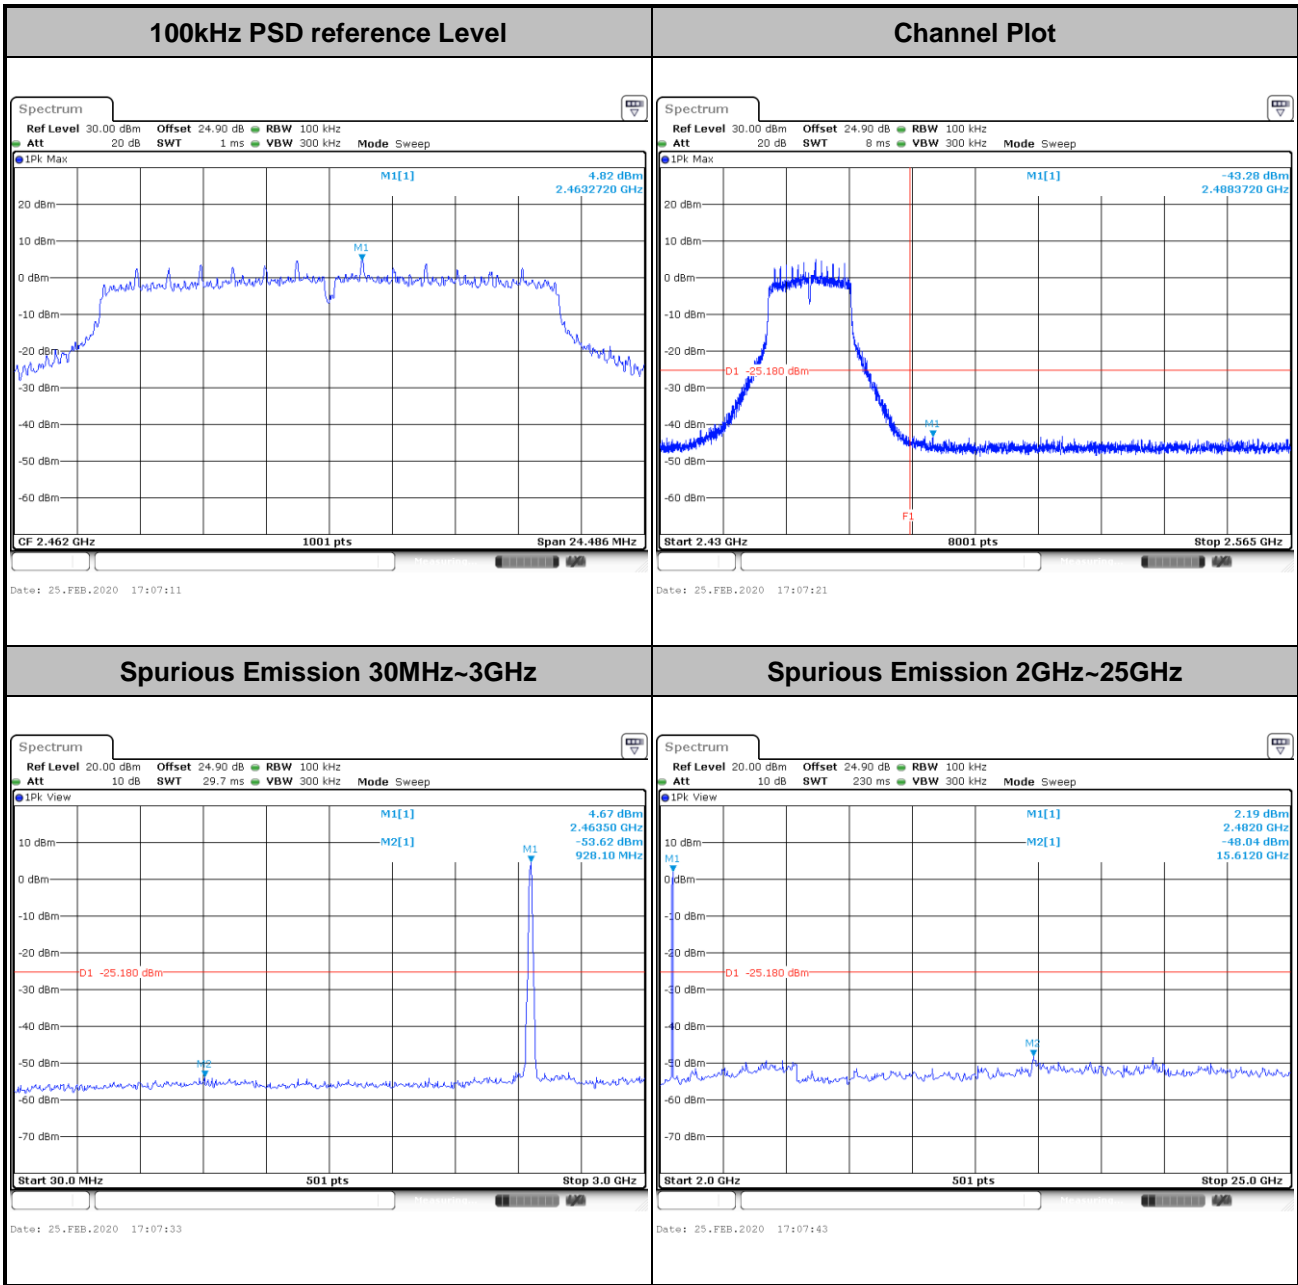 100kHz PSD reference Level
Channel Plot
Spectrum
Ref Level 30.00 dBm Offset 24.90 dB RBW 100 kHz
Att 20 dB SWT 1 ms VBW 300 kHz Mode Sweep
1Pk Max
M1[1] 4.82 dBm
2.4632720 GHz
20 dBm
10 dBm
M1
0 dBm
-10 dBm
-20 dBm
-30 dBm
-40 dBm
-50 dBm
-60 dBm
CF 2.462 GHz 1001 pts Span 24.486 MHz
Measuring...
Date: 25.FEB.2020 17:07:11
Spectrum
Ref Level 30.00 dBm Offset 24.90 dB RBW 100 kHz
Att 20 dB SWT 8 ms VBW 300 kHz Mode Sweep
1Pk Max
M1[1] -43.28 dBm
2.4883720 GHz
20 dBm
10 dBm
0 dBm
-10 dBm
-20 dBm
D1 -25.180 dBm
-30 dBm
-40 dBm
M1
-50 dBm
-60 dBm
F1
Start 2.43 GHz 8001 pts Stop 2.565 GHz
Measuring...
Date: 25.FEB.2020 17:07:21
Spurious Emission 30MHz~3GHz
Spurious Emission 2GHz~25GHz
Spectrum
Ref Level 20.00 dBm Offset 24.90 dB RBW 100 kHz
Att 10 dB SWT 29.7 ms VBW 300 kHz Mode Sweep
1Pk View
M1[1] 4.67 dBm
2.46350 GHz
M2[1] -53.62 dBm
928.10 MHz
10 dBm
M1
0 dBm
-10 dBm
-20 dBm
D1 -25.180 dBm
-30 dBm
-40 dBm
-50 dBm
M2
-60 dBm
-70 dBm
Start 30.0 MHz 501 pts Stop 3.0 GHz
Measuring...
Date: 25.FEB.2020 17:07:33
Spectrum
Ref Level 20.00 dBm Offset 24.90 dB RBW 100 kHz
Att 10 dB SWT 230 ms VBW 300 kHz Mode Sweep
1Pk View
M1[1] 2.19 dBm
2.4820 GHz
M2[1] -48.04 dBm
15.6120 GHz
10 dBm
M1
0 dBm
-10 dBm
-20 dBm
D1 -25.180 dBm
-30 dBm
-40 dBm
M2
-50 dBm
-60 dBm
-70 dBm
Start 2.0 GHz 501 pts Stop 25.0 GHz
Measuring...
Date: 25.FEB.2020 17:07:43